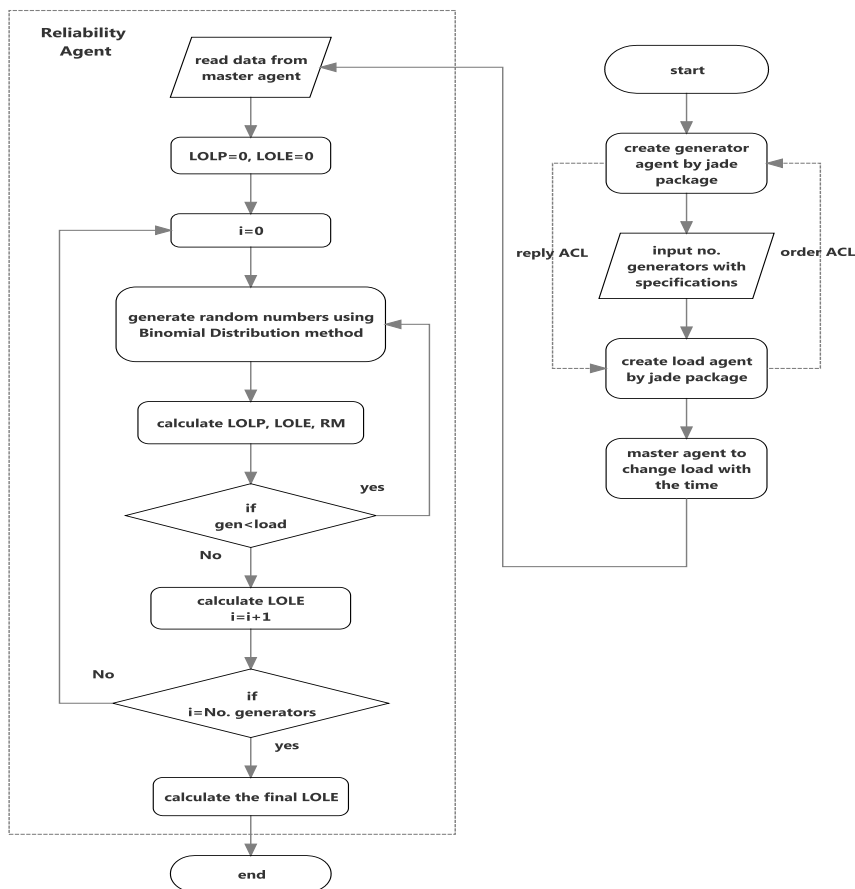 Reliability
Agent
read data from
master agent
LOLP=0, LOLE=0
i=0
generate random numbers using
Binomial Distribution method
calculate LOLP, LOLE, RM
yes
if
gen<load
No
calculate LOLE
i=i+1
No
if
i=No. generators
yes
calculate the final LOLE
end
start
create generator
agent by jade
package
reply ACL
input no.
generators with
specifications
order ACL
create load agent
by jade package
master agent to
change load with
the time